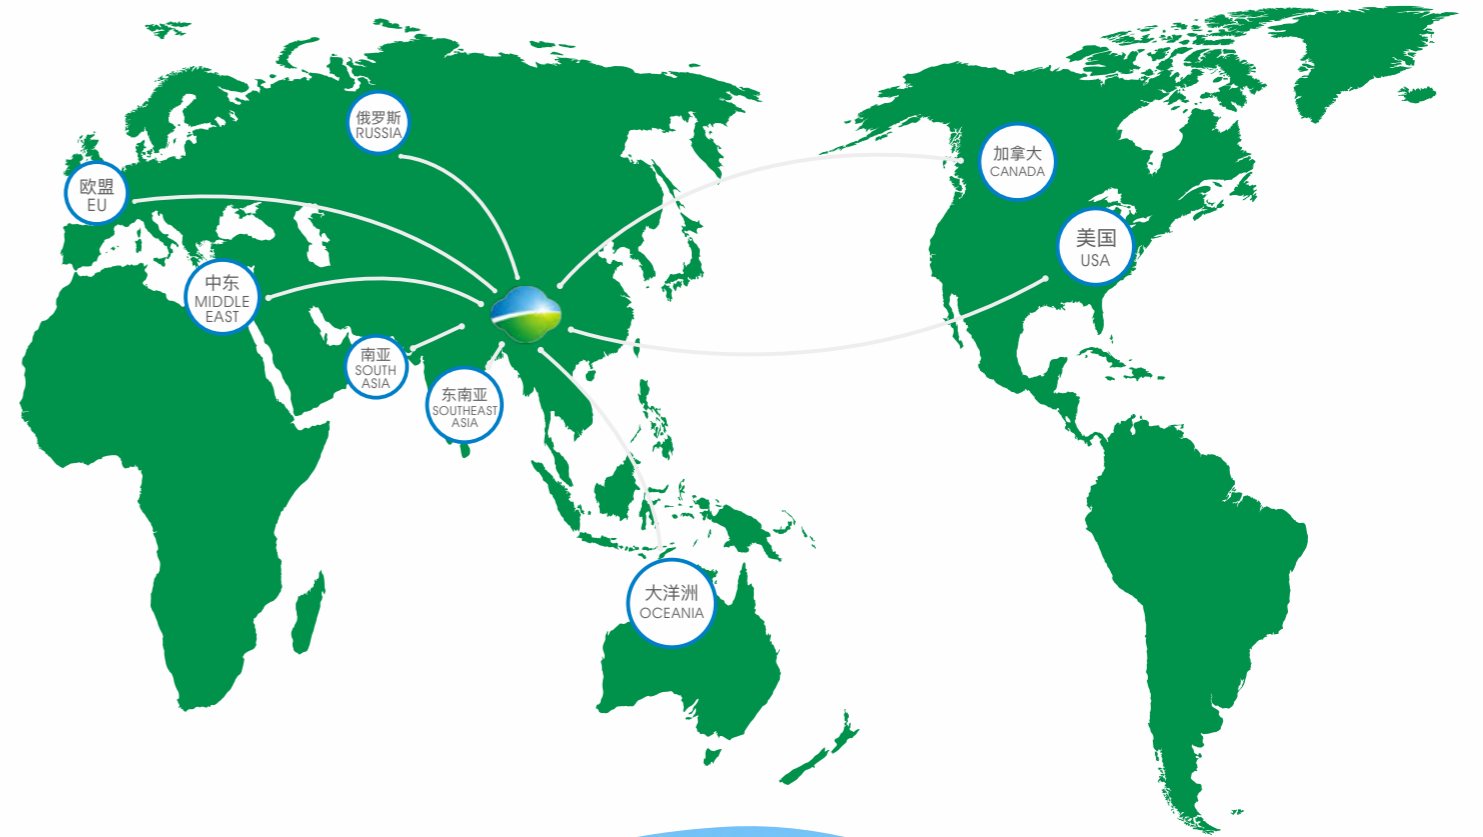 俄罗斯
RUSSIA
加拿大
CANADA
欧盟
EU
美国
USA
中东
MIDDLE
EAST
南亚
SOUTH
ASIA
东南亚
SOUTHEAST
ASIA
大洋洲
OCEANIA